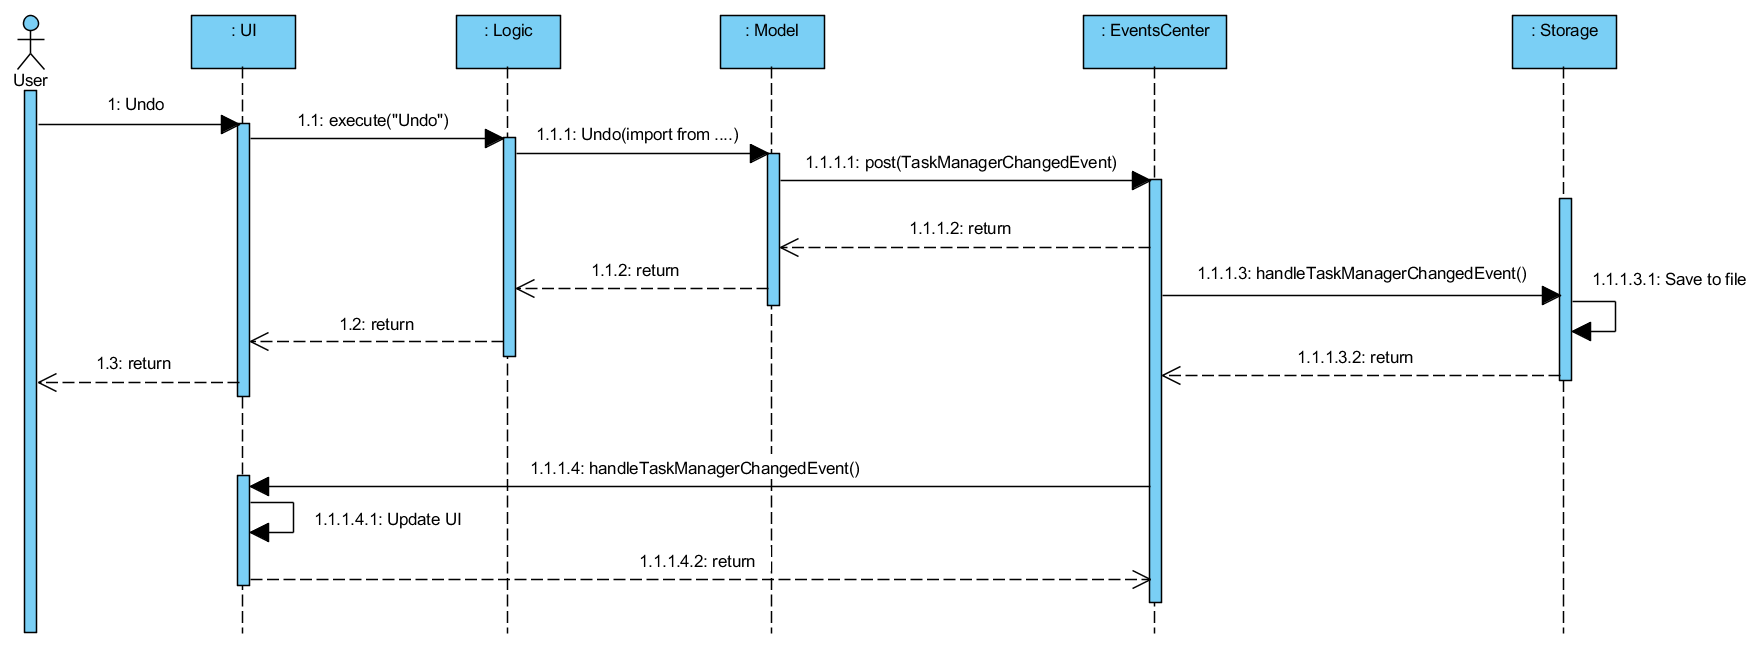 : UI
: Logic
: Model
: EventsCenter
: Storage
User
1: Undo
1.1: execute("Undo")
1.1.1: Undo(import from ....)
1.1.1.1: post(TaskManagerChangedEvent)
1.1.1.2: return
1.1.2: return
1.1.1.3: handleTaskManagerChangedEvent()
1.1.1.3.1: Save to file
1.2: return
1.1.1.3.2: return
1.3: return
1.1.1.4: handleTaskManagerChangedEvent()
1.1.1.4.1: Update UI
1.1.1.4.2: return